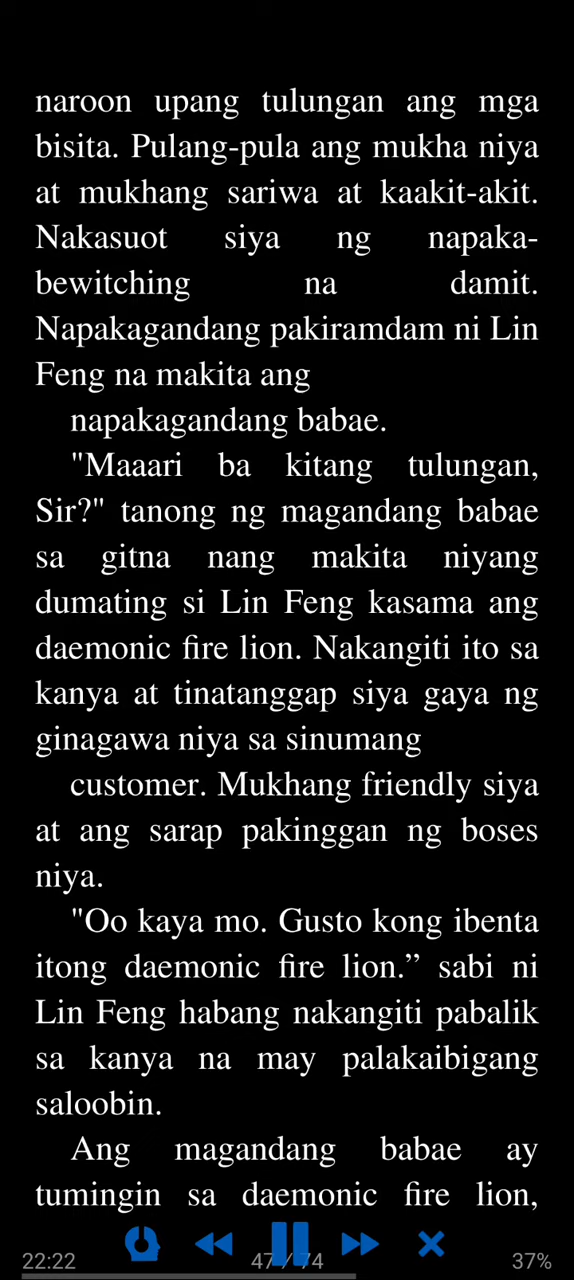 naroon upang tulungan ang mga
bisita. Pulang-pula ang mukha niya
at mukhang sariwa at kaakit-akit.
Nakasuot siya ng napaka-
bewitching na damit.
Napakagandang pakiramdam ni Lin
Feng na makita ang
napakagandang babae.
"Maaari ba kitang tulungan,
Sir?" tanong ng magandang babae
sa gitna nang makita niyang
dumating si Lin Feng kasama ang
daemonic fire lion. Nakangiti ito sa
kanya at tinatanggap siya gaya ng
ginagawa niya sa sinumang
customer. Mukhang friendly siya
at ang sarap pakinggan ng boses
niya.
"Oo kaya mo. Gusto kong ibenta
itong daemonic fire lion.” sabi ni
Lin Feng habang nakangiti pabalik
sa kanya na may palakaibigang
saloobin.
Ang magandang babae ay
tumingin sa daemonic fire lion,
22:22 47 / 74 37%